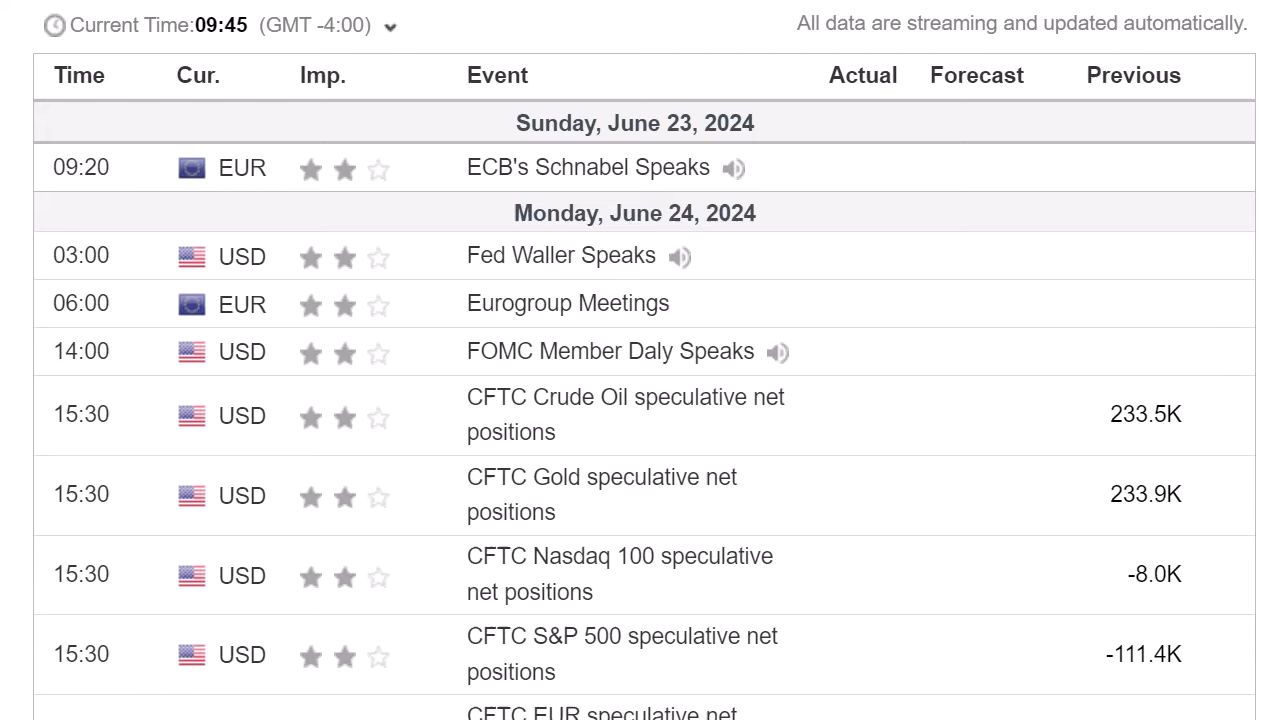 Current Time:09:45 (GMT -4:00) All data are streaming and updated automatically.
Time Cur. Imp. Event Actual Forecast Previous
Sunday, June 23, 2024
09:20 EUR ECB's Schnabel Speaks
Monday, June 24, 2024
03:00 USD Fed Waller Speaks
06:00 EUR Eurogroup Meetings
14:00 USD FOMC Member Daly Speaks
15:30 USD CFTC Crude Oil speculative net
positions 233.5K
15:30 USD CFTC Gold speculative net
positions 233.9K
15:30 USD CFTC Nasdaq 100 speculative
net positions -8.0K
15:30 USD CFTC S&P 500 speculative net
positions -111.4K
CFTC EUR speculative net